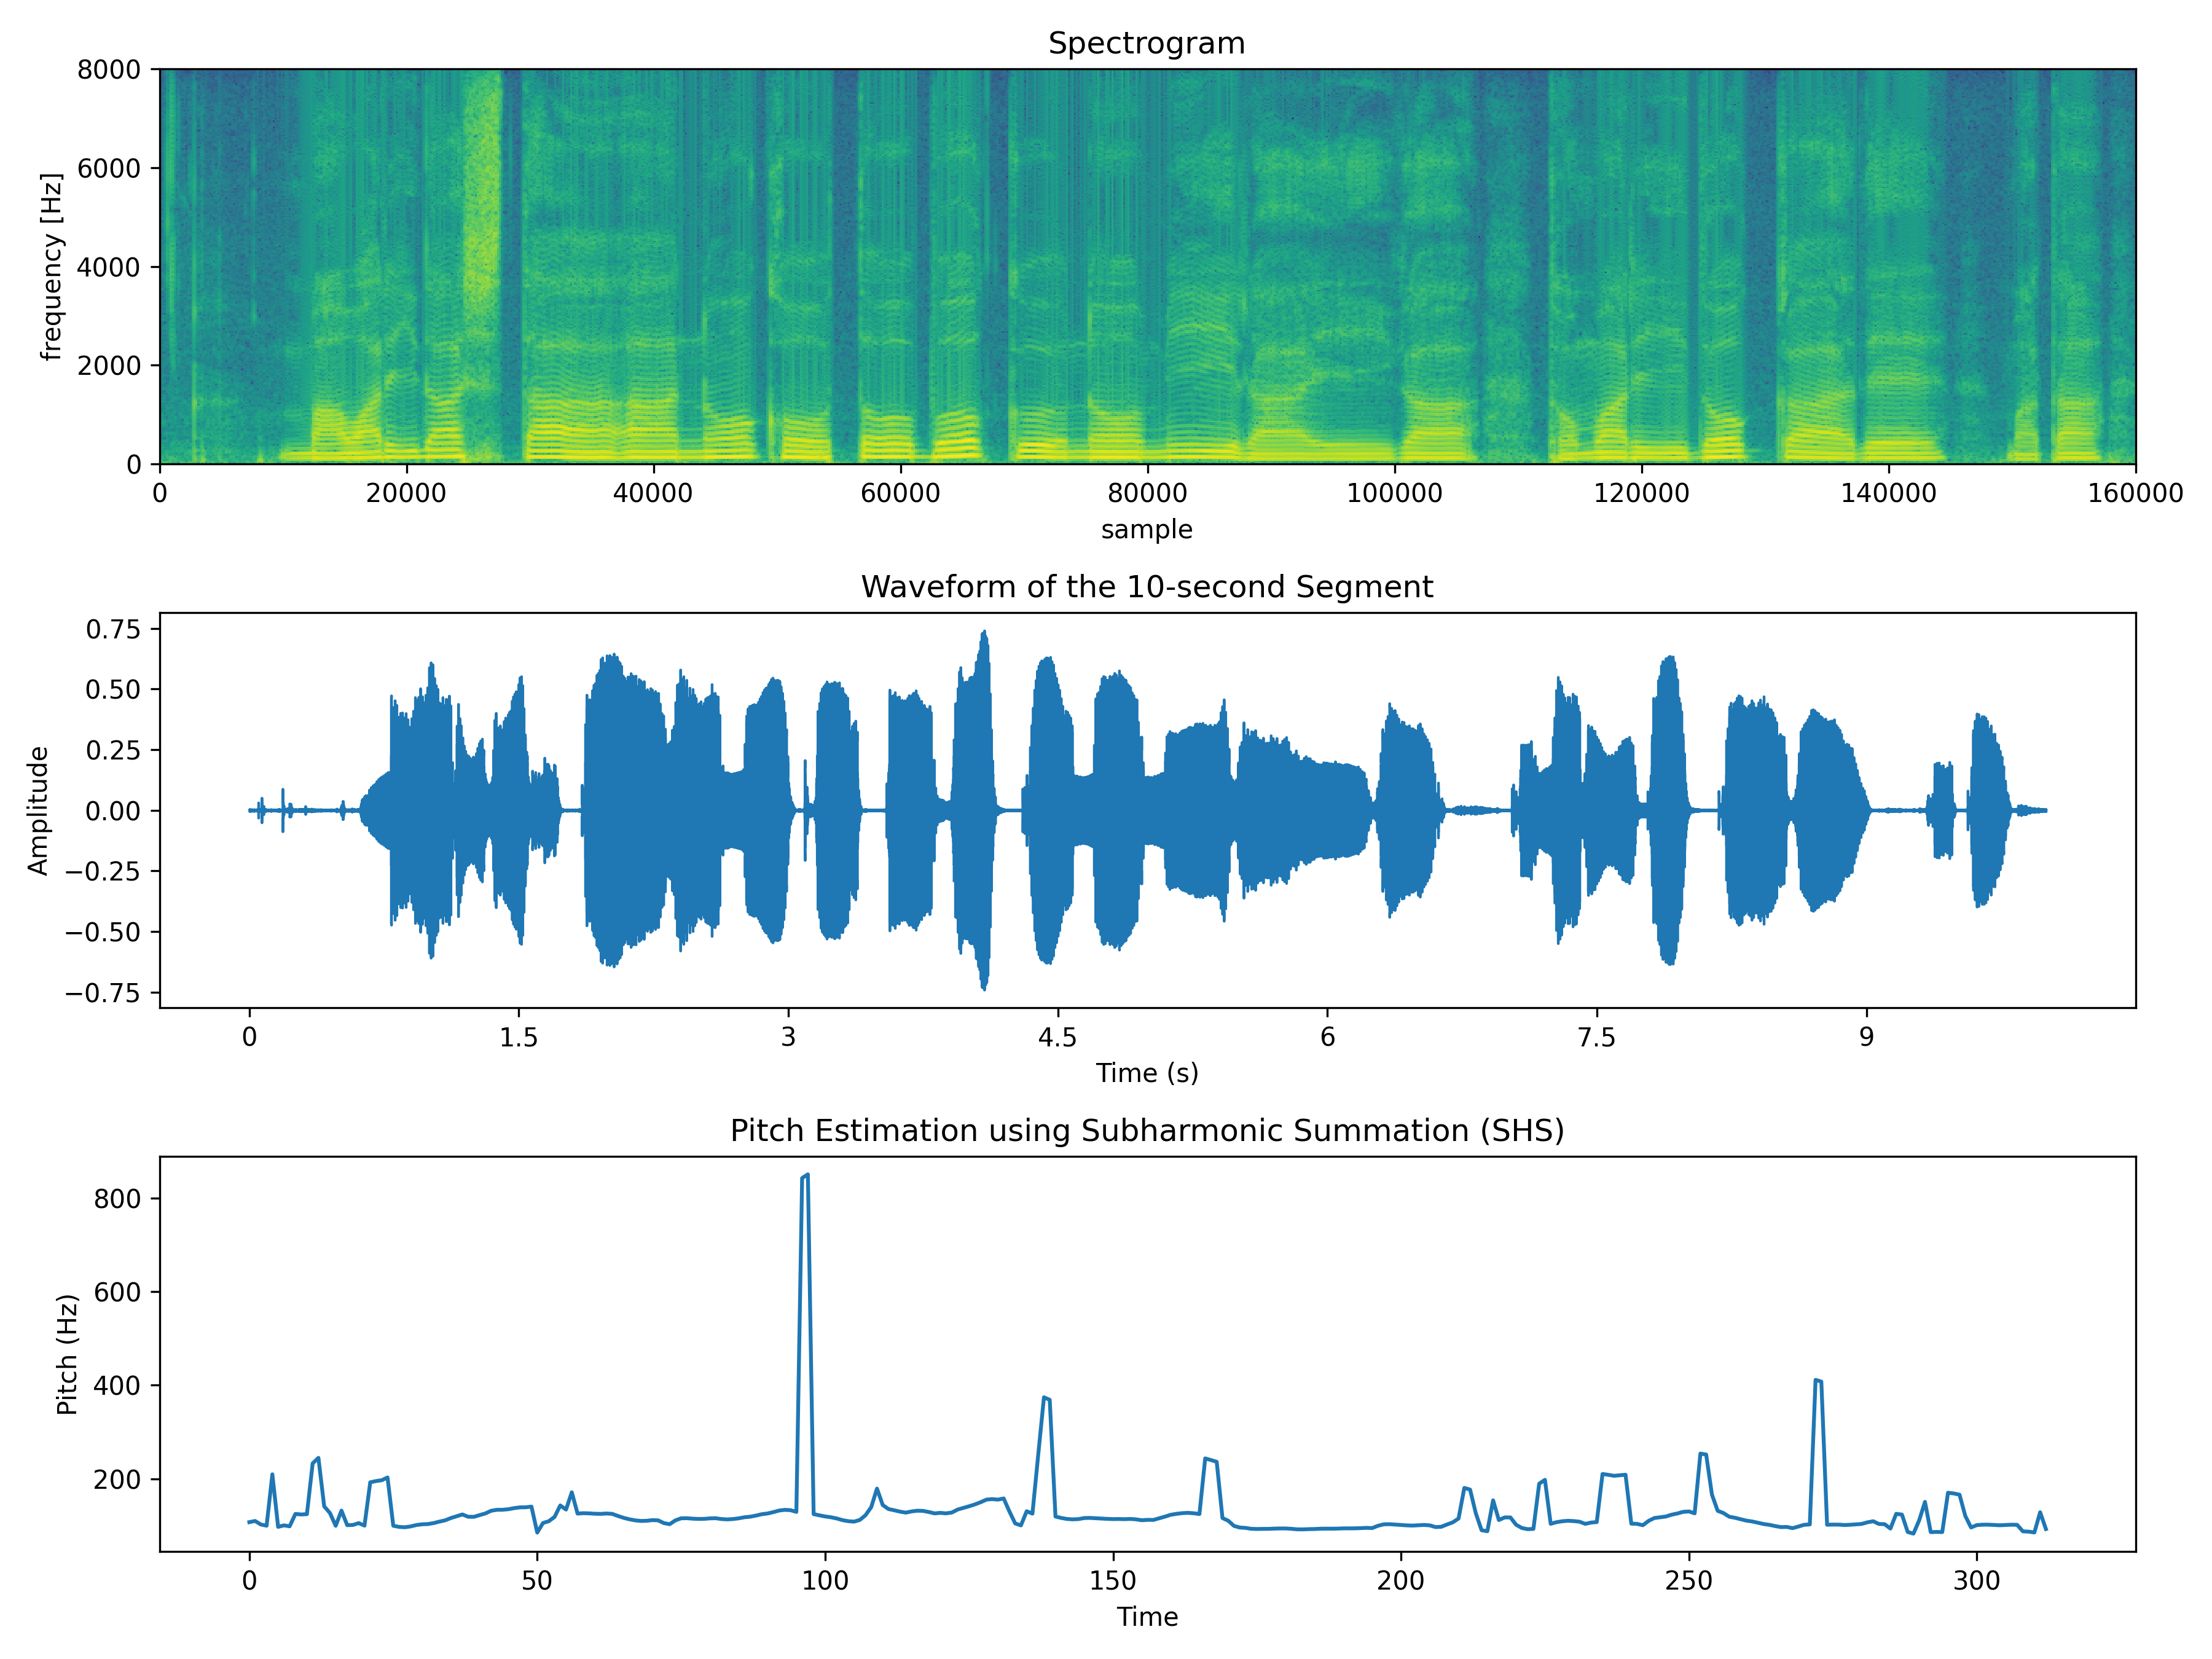 Spectrogram
8000
6000
4000
2000
0
frequency [Hz]
0 20000 40000 60000 80000 100000 120000 140000 160000
sample
Waveform of the 10-second Segment
0.75
0.50
0.25
0.00
−0.25
−0.50
−0.75
Amplitude
0 1.5 3 4.5 6 7.5 9
Time (s)
Pitch Estimation using Subharmonic Summation (SHS)
800
600
400
200
Pitch (Hz)
0 50 100 150 200 250 300
Time